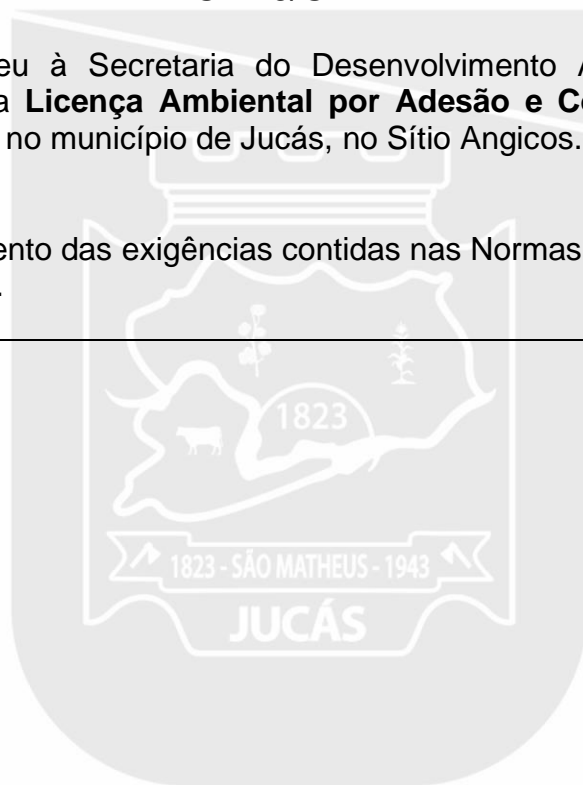 eu à Secretaria do Desenvolvimento A
a Licença Ambiental por Adesão e Co
no município de Jucás, no Sítio Angicos.
ento das exigências contidas nas Normas
.
1823
1823 - SÃO MATHEUS - 1943
JUCÁS